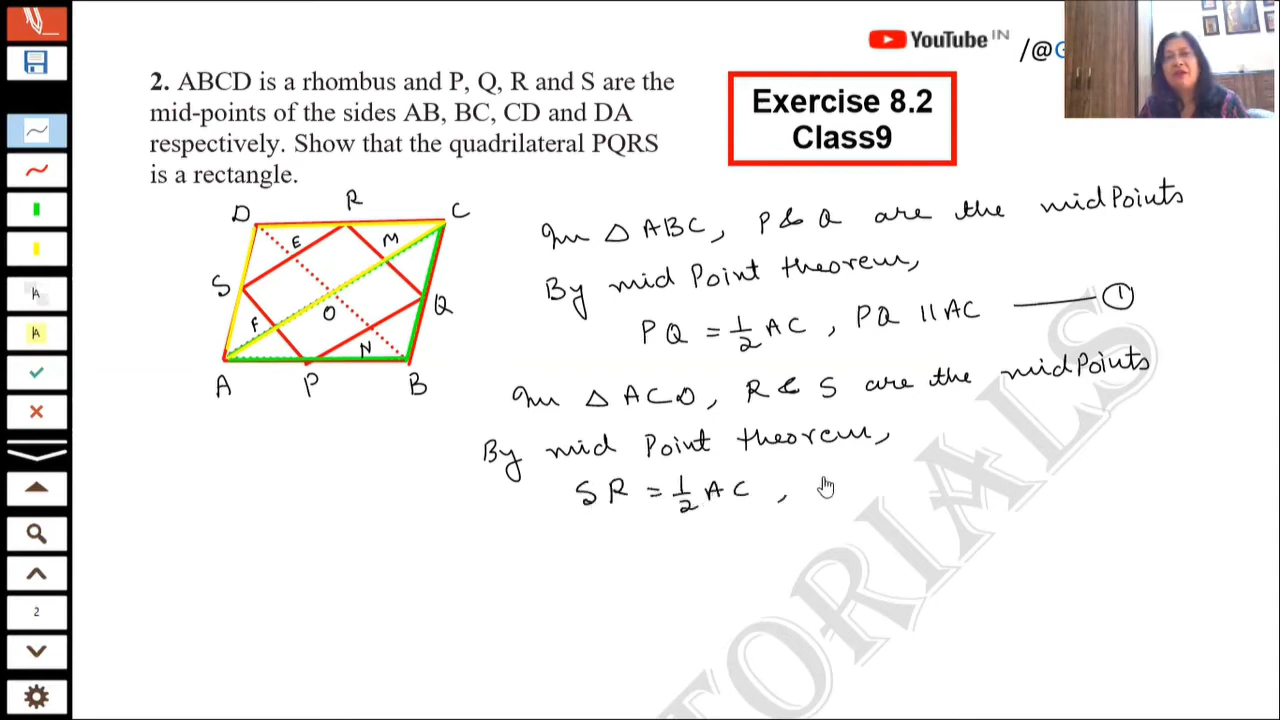 YouTube IN /@G
2. ABCD is a rhombus and P, Q, R and S are the
mid-points of the sides AB, BC, CD and DA
respectively. Show that the quadrilateral PQRS
is a rectangle.
Exercise 8.2
Class9
D R C
E M
S O Q
F N
A P B
In △ ABC, P & Q are the midPoints
By mid Point theorem,
PQ = 1/2 AC, PQ || AC —— ①
In △ ACD, R & S are the midPoints
By mid Point theorem,
SR = 1/2 AC,
A
A
2
TORIALS